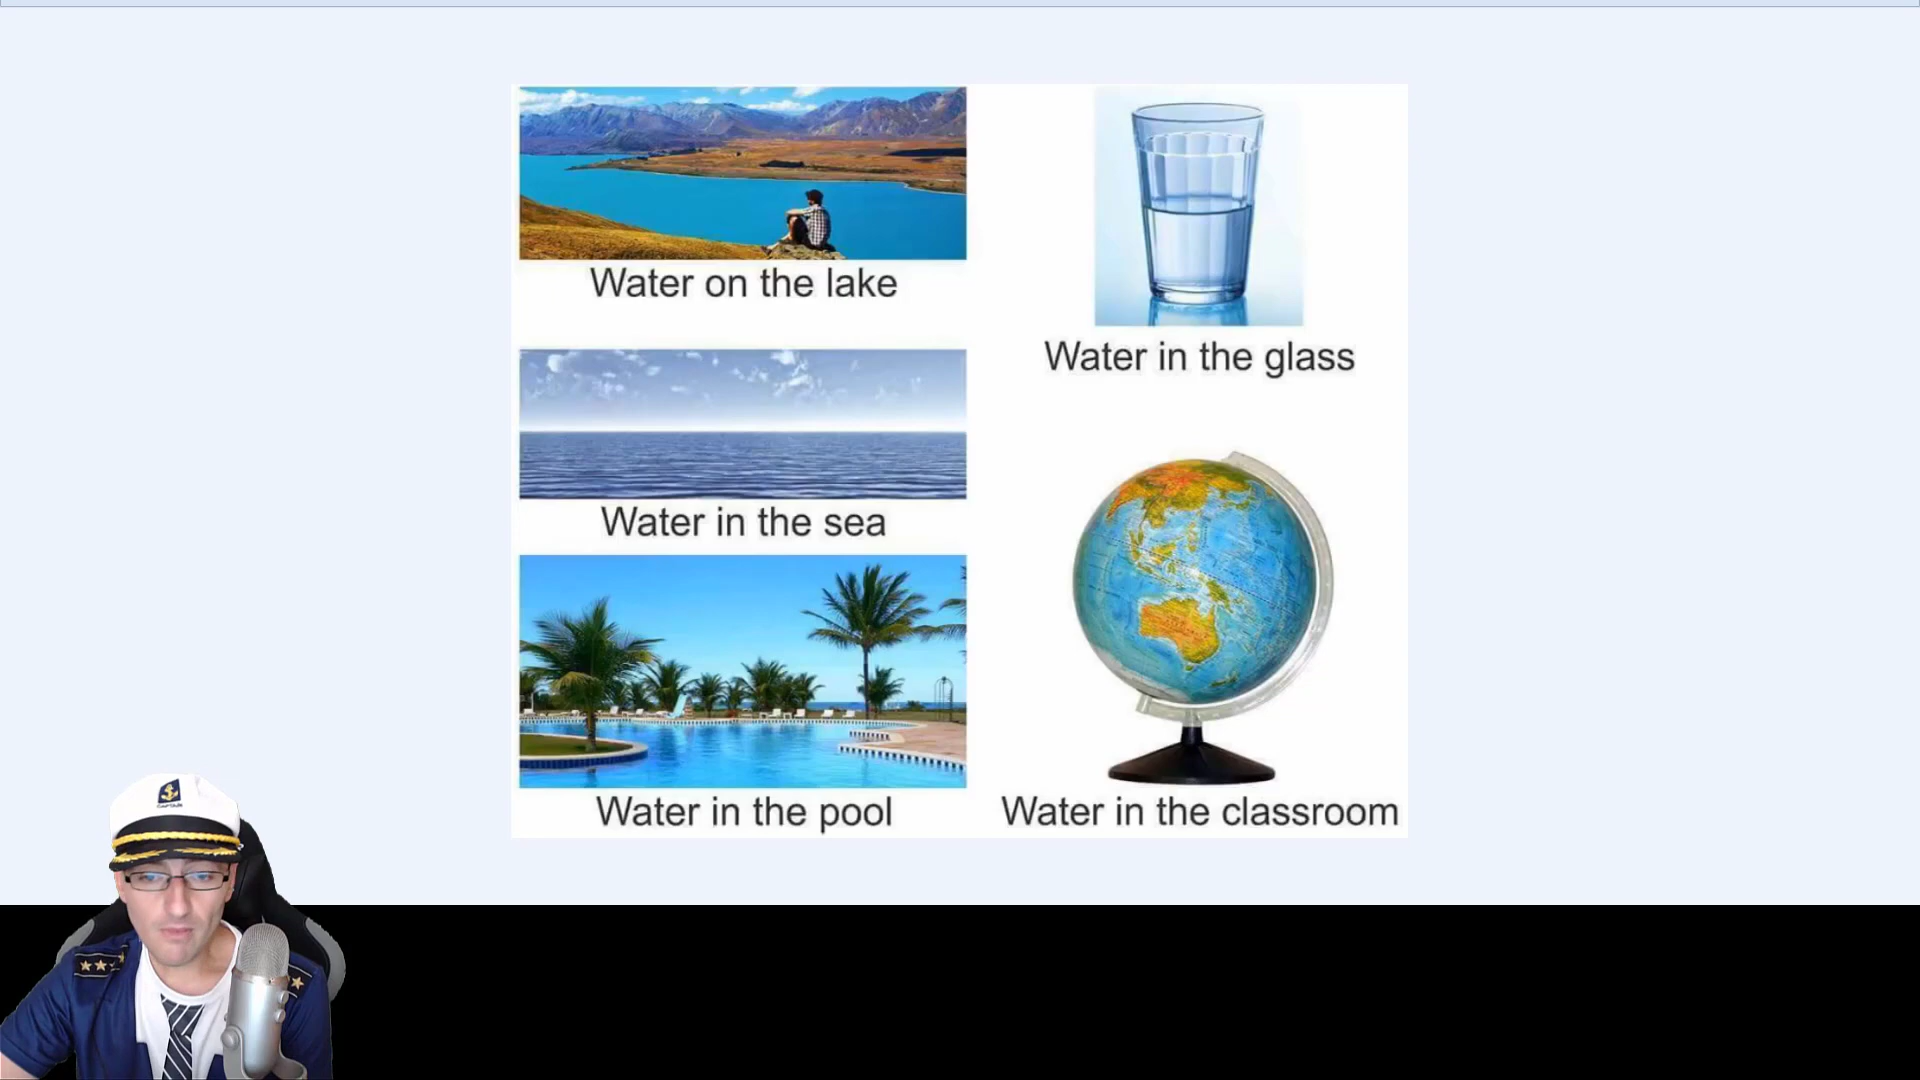 Water on the lake
Water in the glass
Water in the sea
Water in the pool
Water in the classroom
CAPTAIN